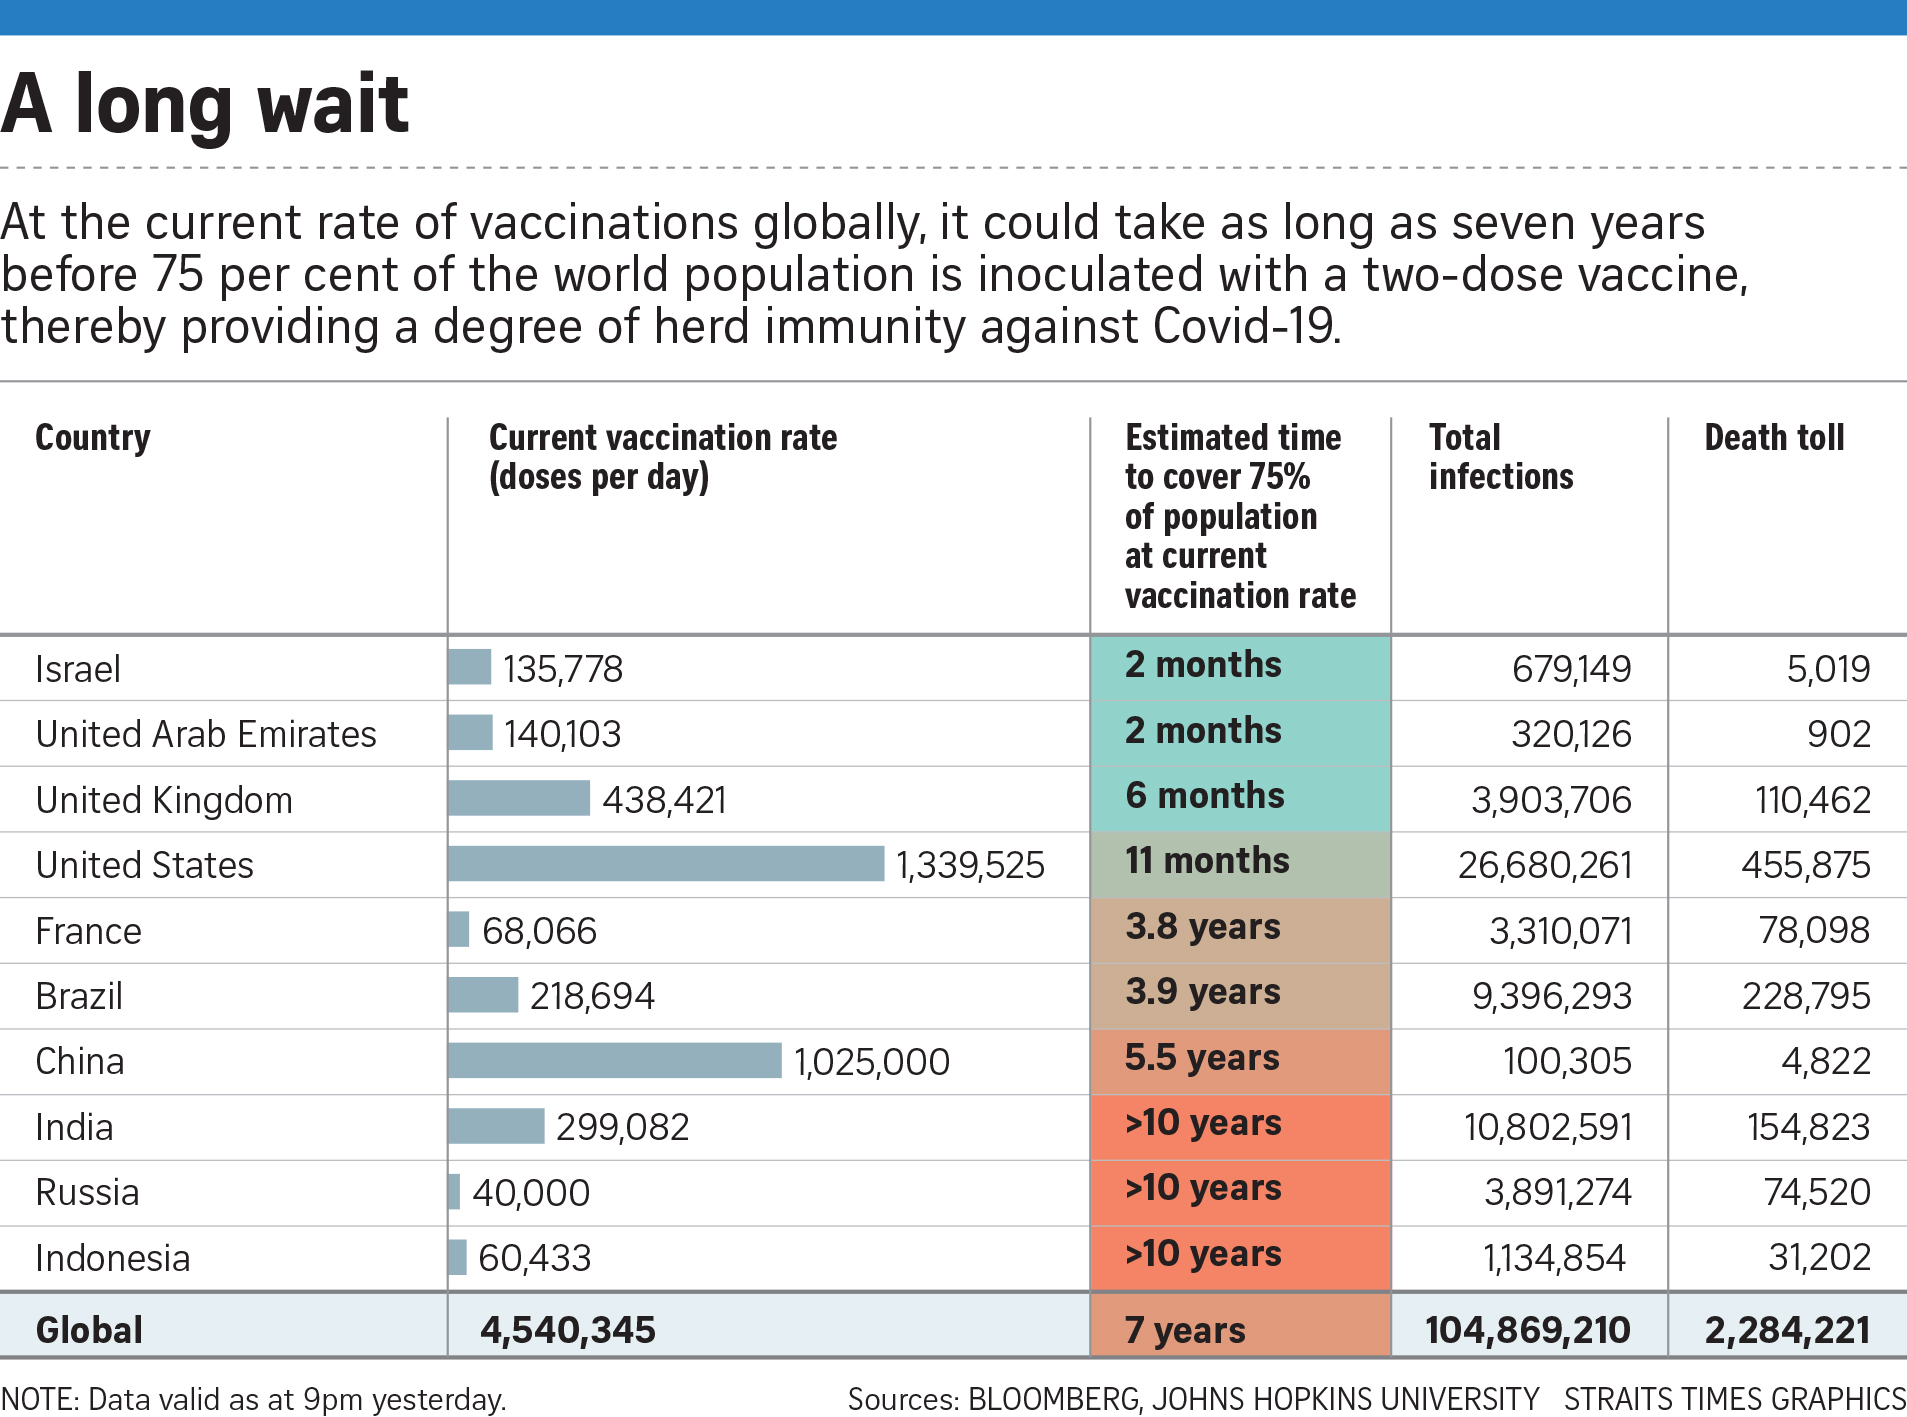 A long wait
At the current rate of vaccinations globally, it could take as long as seven years
before 75 per cent of the world population is inoculated with a two-dose vaccine,
thereby providing a degree of herd immunity against Covid-19.
Country
Current vaccination rate
(doses per day)
Estimated time
to cover 75%
of population
at current
vaccination rate
Total
infections
Death toll
Israel 135,778 2 months 679,149 5,019
United Arab Emirates 140,103 2 months 320,126 902
United Kingdom 438,421 6 months 3,903,706 110,462
United States 1,339,525 11 months 26,680,261 455,875
France 68,066 3.8 years 3,310,071 78,098
Brazil 218,694 3.9 years 9,396,293 228,795
China 1,025,000 5.5 years 100,305 4,822
India 299,082 >10 years 10,802,591 154,823
Russia 40,000 >10 years 3,891,274 74,520
Indonesia 60,433 >10 years 1,134,854 31,202
Global 4,540,345 7 years 104,869,210 2,284,221
NOTE: Data valid as at 9pm yesterday. Sources: BLOOMBERG, JOHNS HOPKINS UNIVERSITY STRAITS TIMES GRAPHICS